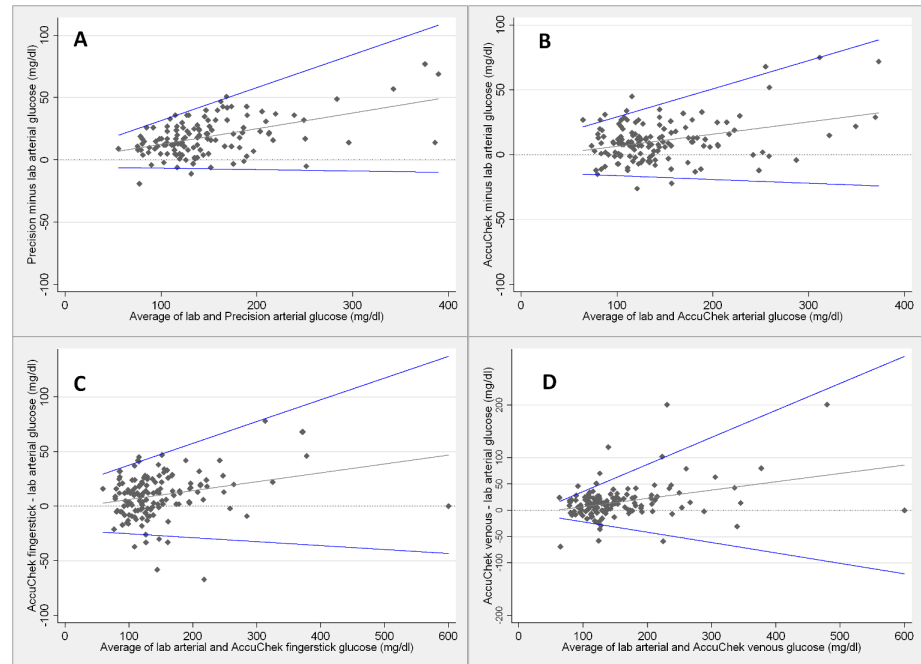 A
Precision minus lab arterial glucose (mg/dl)
100
50
0
-50
-100
0 100 200 300 400
Average of lab and Precision arterial glucose (mg/dl)
B
AccuChek minus lab arterial glucose (mg/dl)
100
50
0
-50
-100
0 100 200 300 400
Average of lab and AccuChek arterial glucose (mg/dl)
C
AccuChek fingerstick - lab arterial glucose (mg/dl)
100
50
0
-50
-100
0 100 200 300 400 500 600
Average of lab arterial and AccuChek fingerstick glucose (mg/dl)
D
AccuChek venous - lab arterial glucose (mg/dl)
200
100
50
0
-50
-100
-200
0 100 200 300 400 500 600
Average of lab arterial and AccuChek venous glucose (mg/dl)